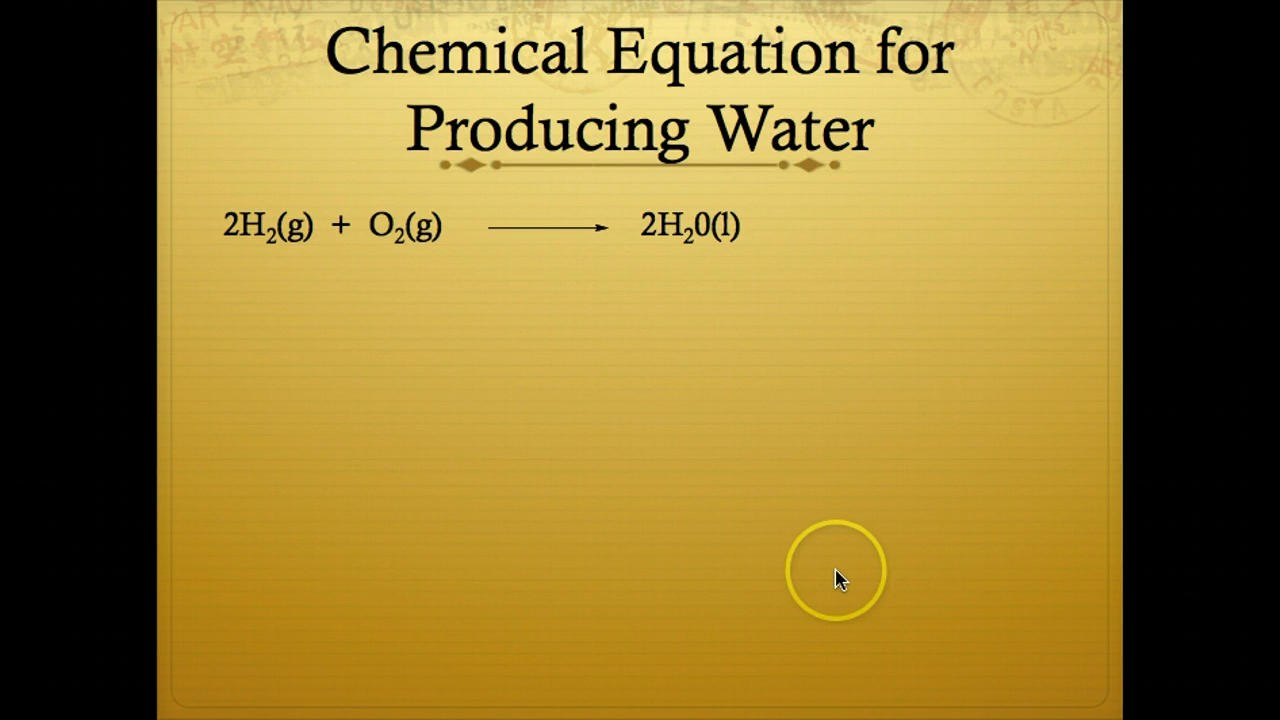 Chemical Equation for
Producing Water
2H₂(g) + O₂(g) ⟶ 2H₂0(l)